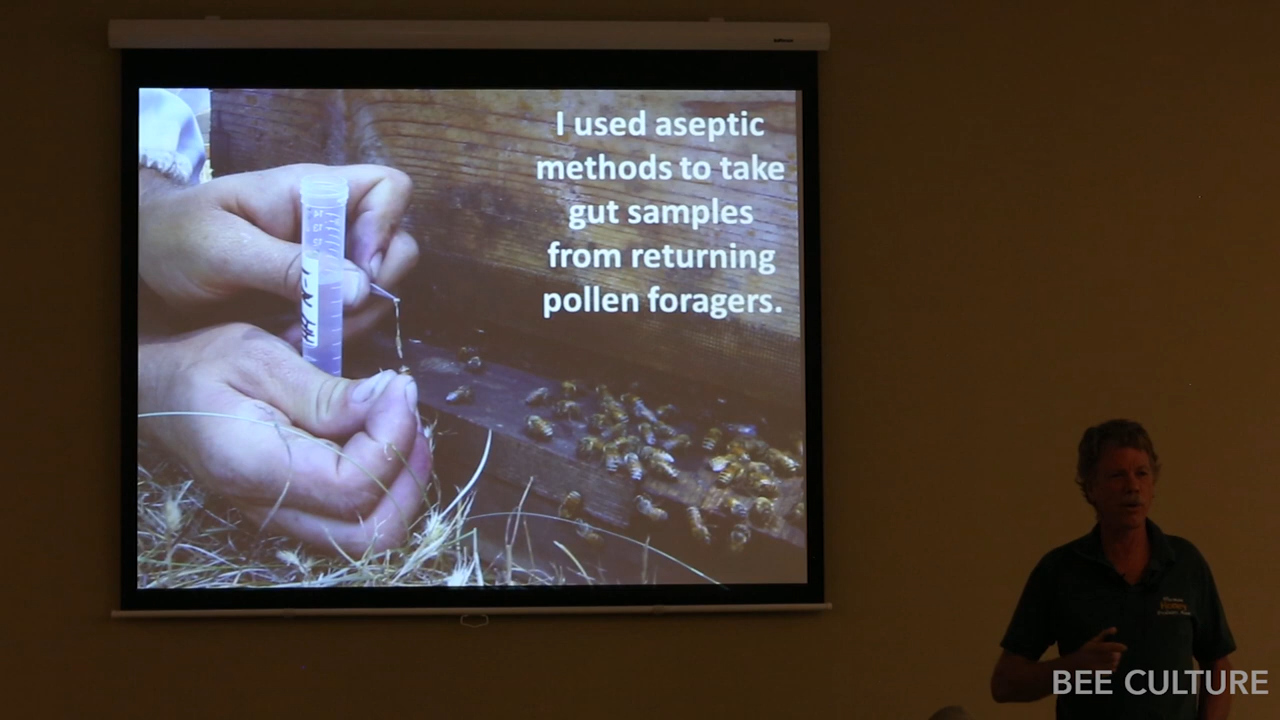 I used aseptic
methods to take
gut samples
from returning
pollen foragers.
BEE CULTURE